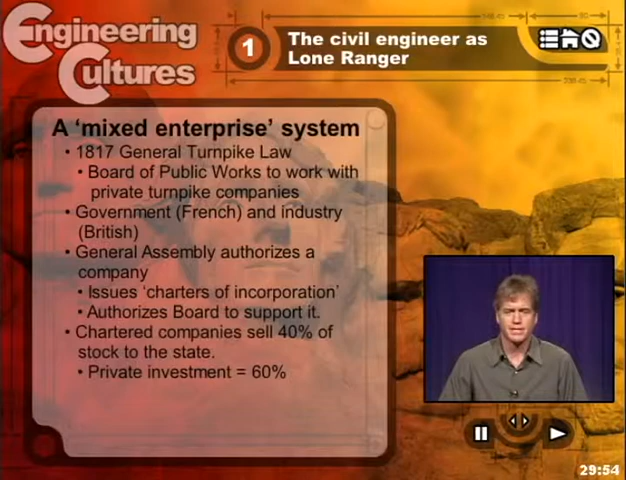 Engineering
Cultures
1
The civil engineer as
Lone Ranger
A 'mixed enterprise' system
• 1817 General Turnpike Law
• Board of Public Works to work with
private turnpike companies
• Government (French) and industry
(British)
• General Assembly authorizes a
company
• Issues 'charters of incorporation'
• Authorizes Board to support it.
• Chartered companies sell 40% of
stock to the state.
• Private investment = 60%
29:54